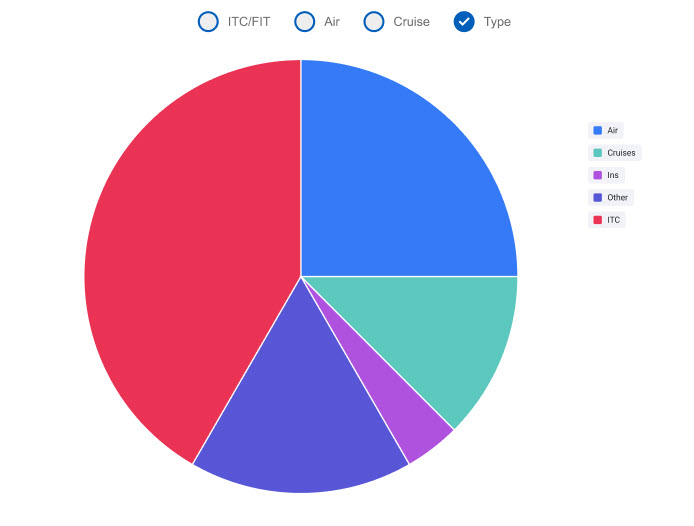 ITC/FIT Air Cruise Type
Air
Cruises
Ins
Other
ITC